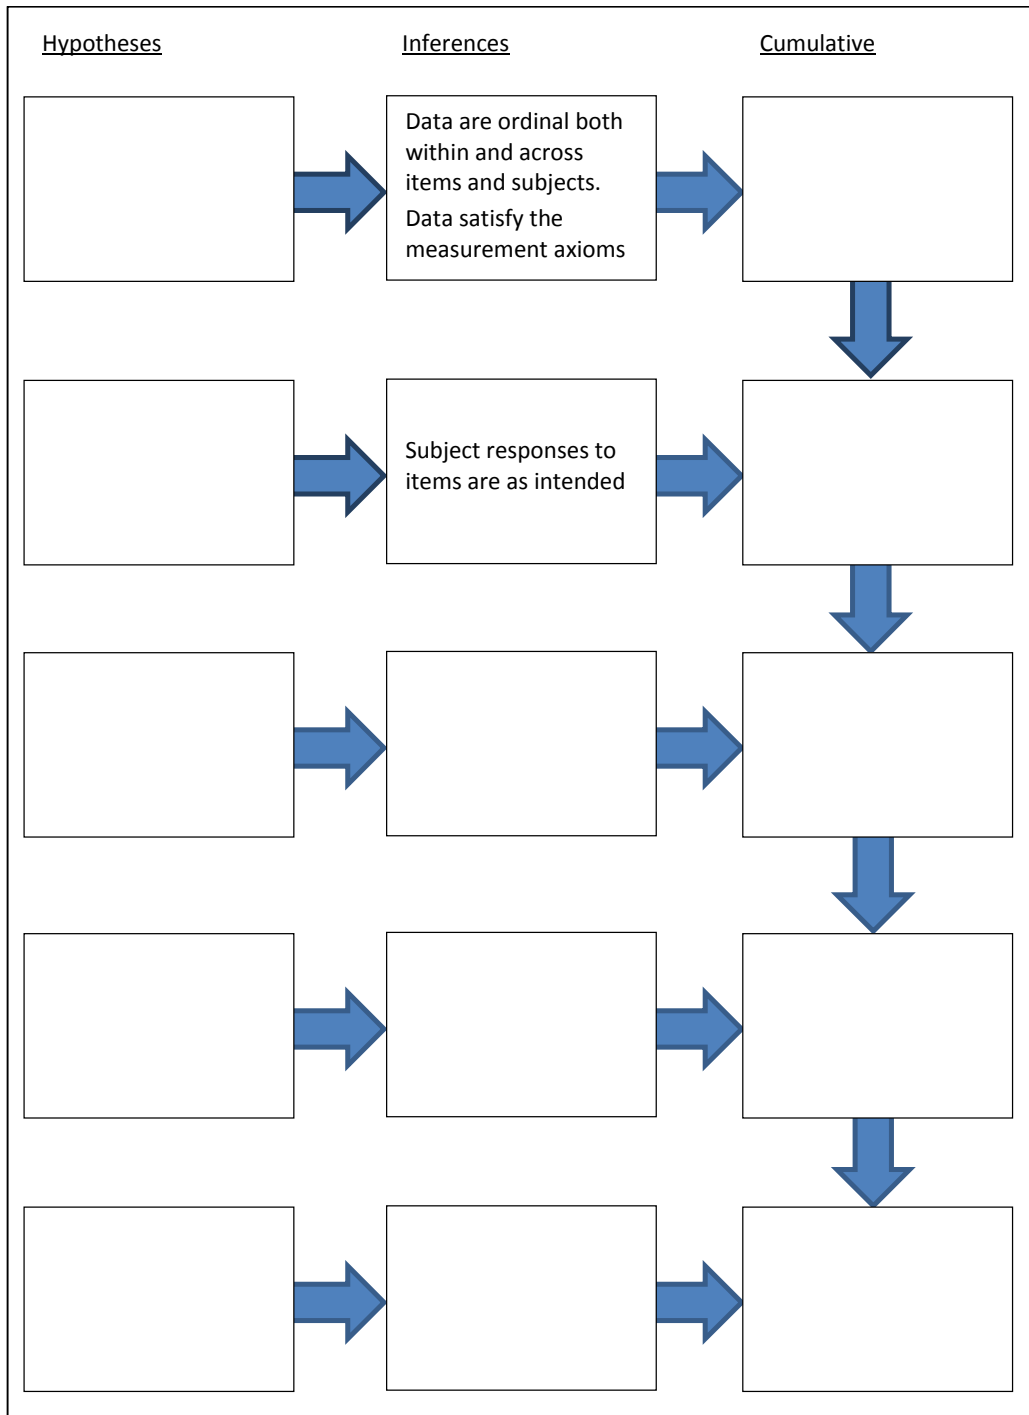 Hypotheses
Inferences
Cumulative
Data are ordinal both
within and across
items and subjects.
Data satisfy the
measurement axioms
Subject responses to
items are as intended